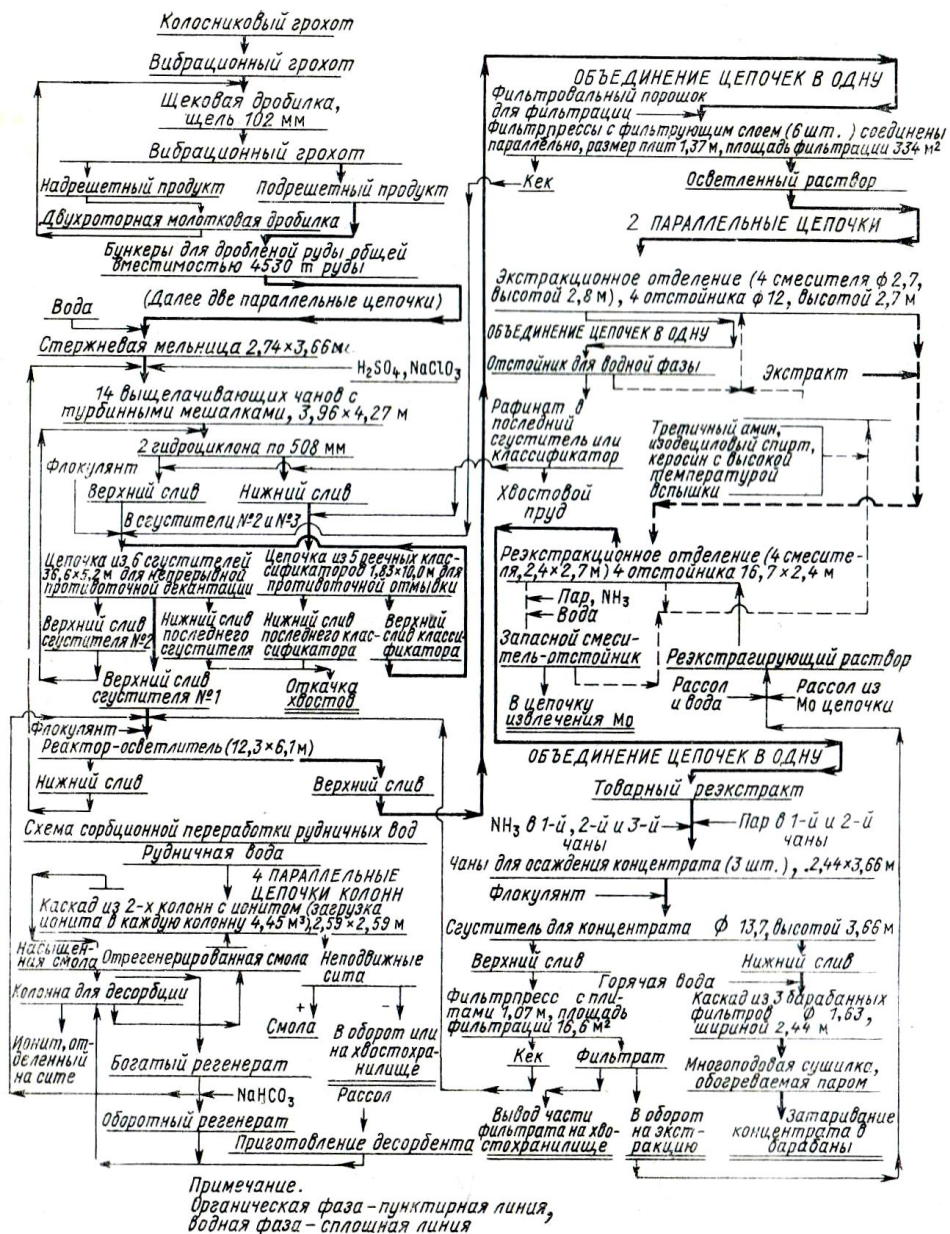 Колосниковый грохот
Вибрационный грохот
Щековая дробилка,
щель 102 мм
Вибрационный грохот
Надрешетный продукт
Подрешетный продукт
Двухроторная молотковая дробилка
Бункеры для дробленой руды общей
вместимостью 4530 т руды
(Далее две параллельные цепочки)
Вода
Стержневая мельница 2,74×3,66 м
H₂SO₄, NaClO₃
14 выщелачивающих чанов с
турбинными мешалками, 3,96×4,27 м
2 гидроциклона по 508 мм
Флокулянт
Верхний слив
Нижний слив
В сгустители №2 и №3
Цепочка из 6 сгустителей
36,6×5,2 м для непрерывной
противоточной декантации
Цепочка из 5 реечных клас-
сификаторов 1,83×10,0 м для
противоточной отмывки
Верхний слив
сгустителя №2
Нижний слив
последнего
сгустителя
Нижний слив
последнего клас-
сификатора
Верхний
слив класси-
фикатора
Верхний слив
сгустителя №1
Откачка
хвостов
Флокулянт
Реактор-осветлитель (12,3×6,1 м)
Нижний слив
Верхний слив
Схема сорбционной переработки рудничных вод
Рудничная вода
4 ПАРАЛЛЕЛЬНЫЕ
ЦЕПОЧКИ КОЛОНН
Каскад из 2-х колонн с ионитом (загрузка
ионита в каждую колонну 4,45 м³), 2,59×2,59 м
Насыщен-
ная смола
Отрегенерированная смола
Неподвижные
сита
Колонна для десорбции
+
−
Смола
В оборот или
на хвостохра-
нилище
Ионит, от-
деленный
на сите
Богатый регенерат
NaHCO₃
Рассол
Оборотный регенерат
Приготовление десорбента
ОБЪЕДИНЕНИЕ ЦЕПОЧЕК В ОДНУ
Фильтровальный порошок
для фильтрации
Фильтрпрессы с фильтрующим слоем (6 шт.) соединены
параллельно, размер плит 1,37 м, площадь фильтрации 334 м²
Кек
Осветленный раствор
2 ПАРАЛЛЕЛЬНЫЕ ЦЕПОЧКИ
Экстракционное отделение (4 смесителя ϕ 2,7,
высотой 2,8 м), 4 отстойника ϕ 12, высотой 2,7 м
ОБЪЕДИНЕНИЕ ЦЕПОЧЕК В ОДНУ
Отстойник для водной фазы
Экстракт
Рафинат в
последний
сгуститель или
классификатор
Третичный амин,
изодециловый спирт,
керосин с высокой
температурой
вспышки
Хвостовой
пруд
Реэкстракционное отделение (4 смесите-
ля, 2,4×2,7 м) 4 отстойника 16,7×2,4 м
Пар, NH₃
Вода
Запасной смеси-
тель-отстойник
Реэкстрагирующий раствор
В цепочку
извлечения Mo
Рассол
и вода
Рассол из
Mo цепочки
ОБЪЕДИНЕНИЕ ЦЕПОЧЕК В ОДНУ
Товарный реэкстракт
NH₃ в 1-й, 2-й и 3-й
чаны
Пар в 1-й и 2-й
чаны
Чаны для осаждения концентрата (3 шт.), .2,44×3,66 м
Флокулянт
Сгуститель для концентрата ϕ 13,7, высотой 3,66 м
Верхний слив
Нижний слив
Горячая вода
Фильтрпресс с пли-
тами 1,07 м, площадь
фильтрации 16,6 м²
Каскад из 3 барабанных
фильтров ϕ 1,63,
шириной 2,44 м
Кек
Фильтрат
Многоподовая сушилка,
обогреваемая паром
Вывод части
фильтрата на хво-
стохранилище
В оборот
на экст-
ракцию
Затаривание
концентрата в
барабаны
Примечание.
Органическая фаза – пунктирная линия,
водная фаза – сплошная линия